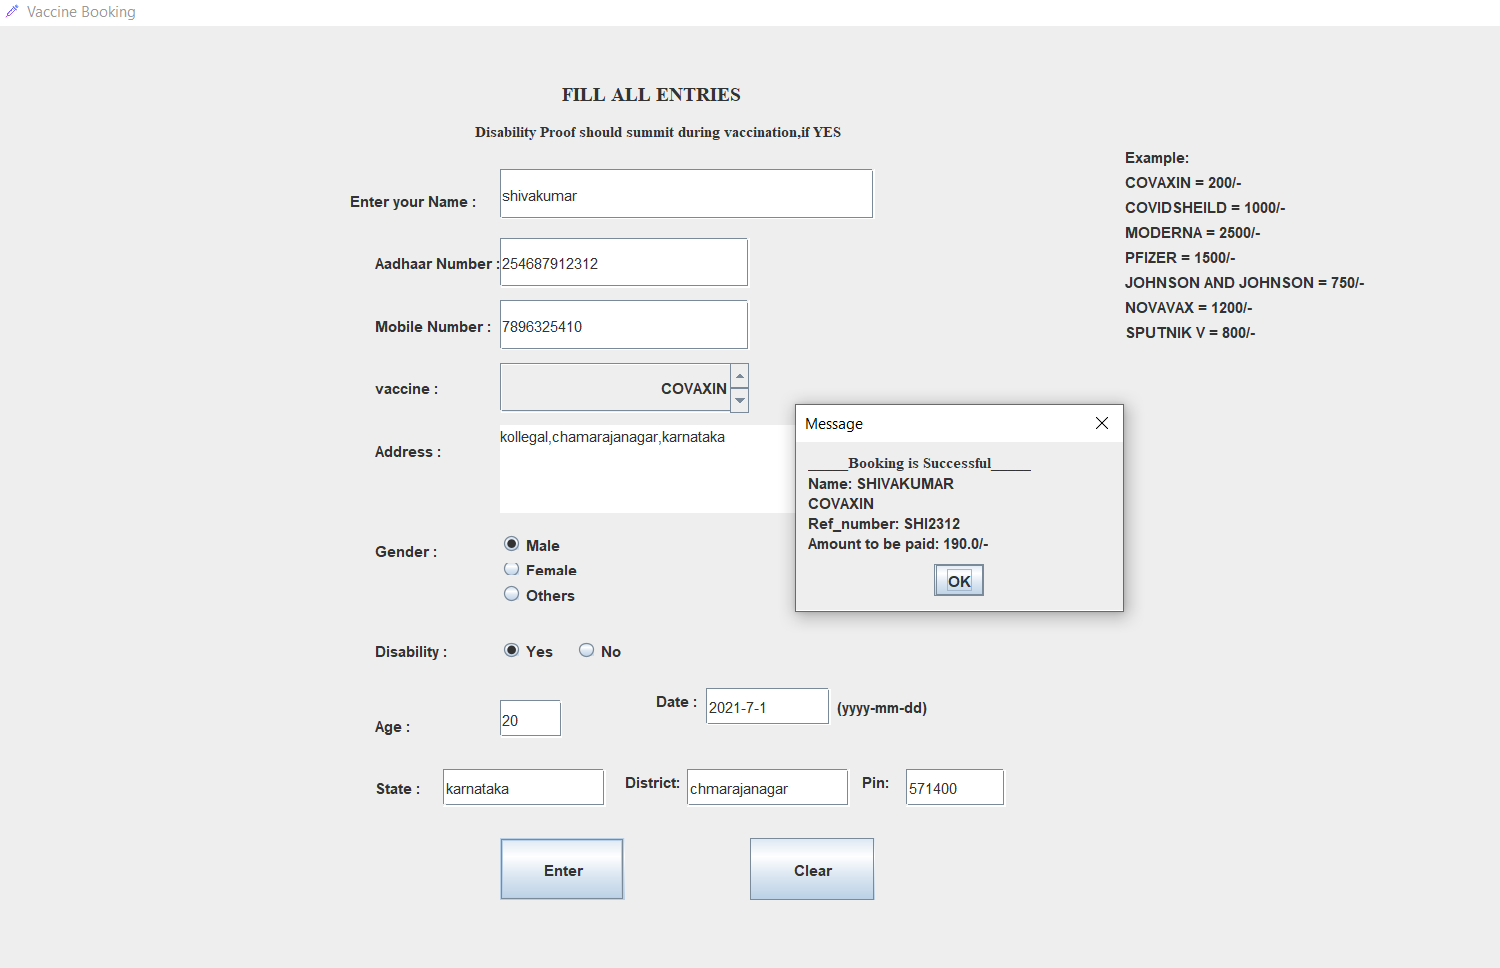 Vaccine Booking
FILL ALL ENTRIES
Disability Proof should summit during vaccination,if YES
Enter your Name : shivakumar
Aadhaar Number : 254687912312
Mobile Number : 7896325410
vaccine : COVAXIN
Address : kollegal,chamarajanagar,karnataka
Gender : Male
Female
Others
Disability : Yes No
Age : 20 Date : 2021-7-1 (yyyy-mm-dd)
State : karnataka District: chmarajanagar Pin: 571400
Enter Clear
Example:
COVAXIN = 200/-
COVIDSHEILD = 1000/-
MODERNA = 2500/-
PFIZER = 1500/-
JOHNSON AND JOHNSON = 750/-
NOVAVAX = 1200/-
SPUTNIK V = 800/-
Message
_____Booking is Successful_____
Name: SHIVAKUMAR
COVAXIN
Ref_number: SHI2312
Amount to be paid: 190.0/-
OK